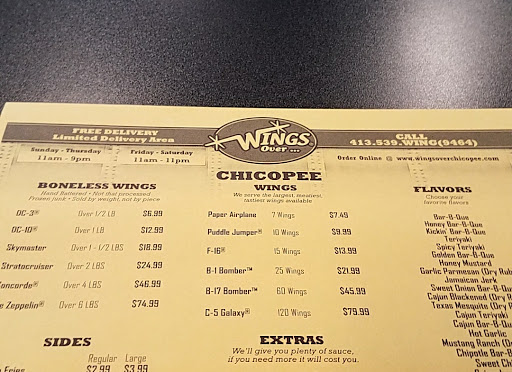 FREE DELIVERY
Limited Delivery Area
Sunday - Thursday
11am - 9pm
Friday - Saturday
11am - 11pm
WINGS
Over ...
CALL
413.539.WING(9464)
Order Online @ www.wingsoverchicopee.com
CHICOPEE
BONELESS WINGS
Hand Battered • Not that processed
Frozen junk • Sold by weight, not by piece
DC-3® Over 1/2 LB $6.99
DC-10® Over 1 LB $12.99
Skymaster Over 1 - 1/2 LBS $18.99
Stratocruiser Over 2 LBS $24.99
Concorde® Over 4 LBS $46.99
Zeppelin® Over 6 LBS $74.99
SIDES
Regular Large
Fries $2.99 $3.99
WINGS
We serve the largest, meatiest,
tastiest wings available
Paper Airplane 7 Wings $7.49
Puddle Jumper® 10 Wings $9.99
F-16® 15 Wings $13.99
B-1 Bomber™ 25 Wings $21.99
B-17 Bomber™ 60 Wings $45.99
C-5 Galaxy® 120 Wings $79.99
EXTRAS
We'll give you plenty of sauce,
if you need more it will cost you.
FLAVORS
Choose your
favorite flavors
Bar-B-Que
Honey Bar-B-Que
Kickin' Bar-B-Que
Teriyaki
Spicy Teriyaki
Golden Bar-B-Que
Honey Mustard
Garlic Parmesan (Dry Rub
Jamaican Jerk
Sweet Onion Bar-B-Que
Cajun Blackened (Dry Rub
Texas Mesquite (Dry R
Cajun Teriyaki
Cajun Bar-B-Qu
Hot Garlic
Mustang Ranch (D
Chipotle Bar-B
Sweet Ch